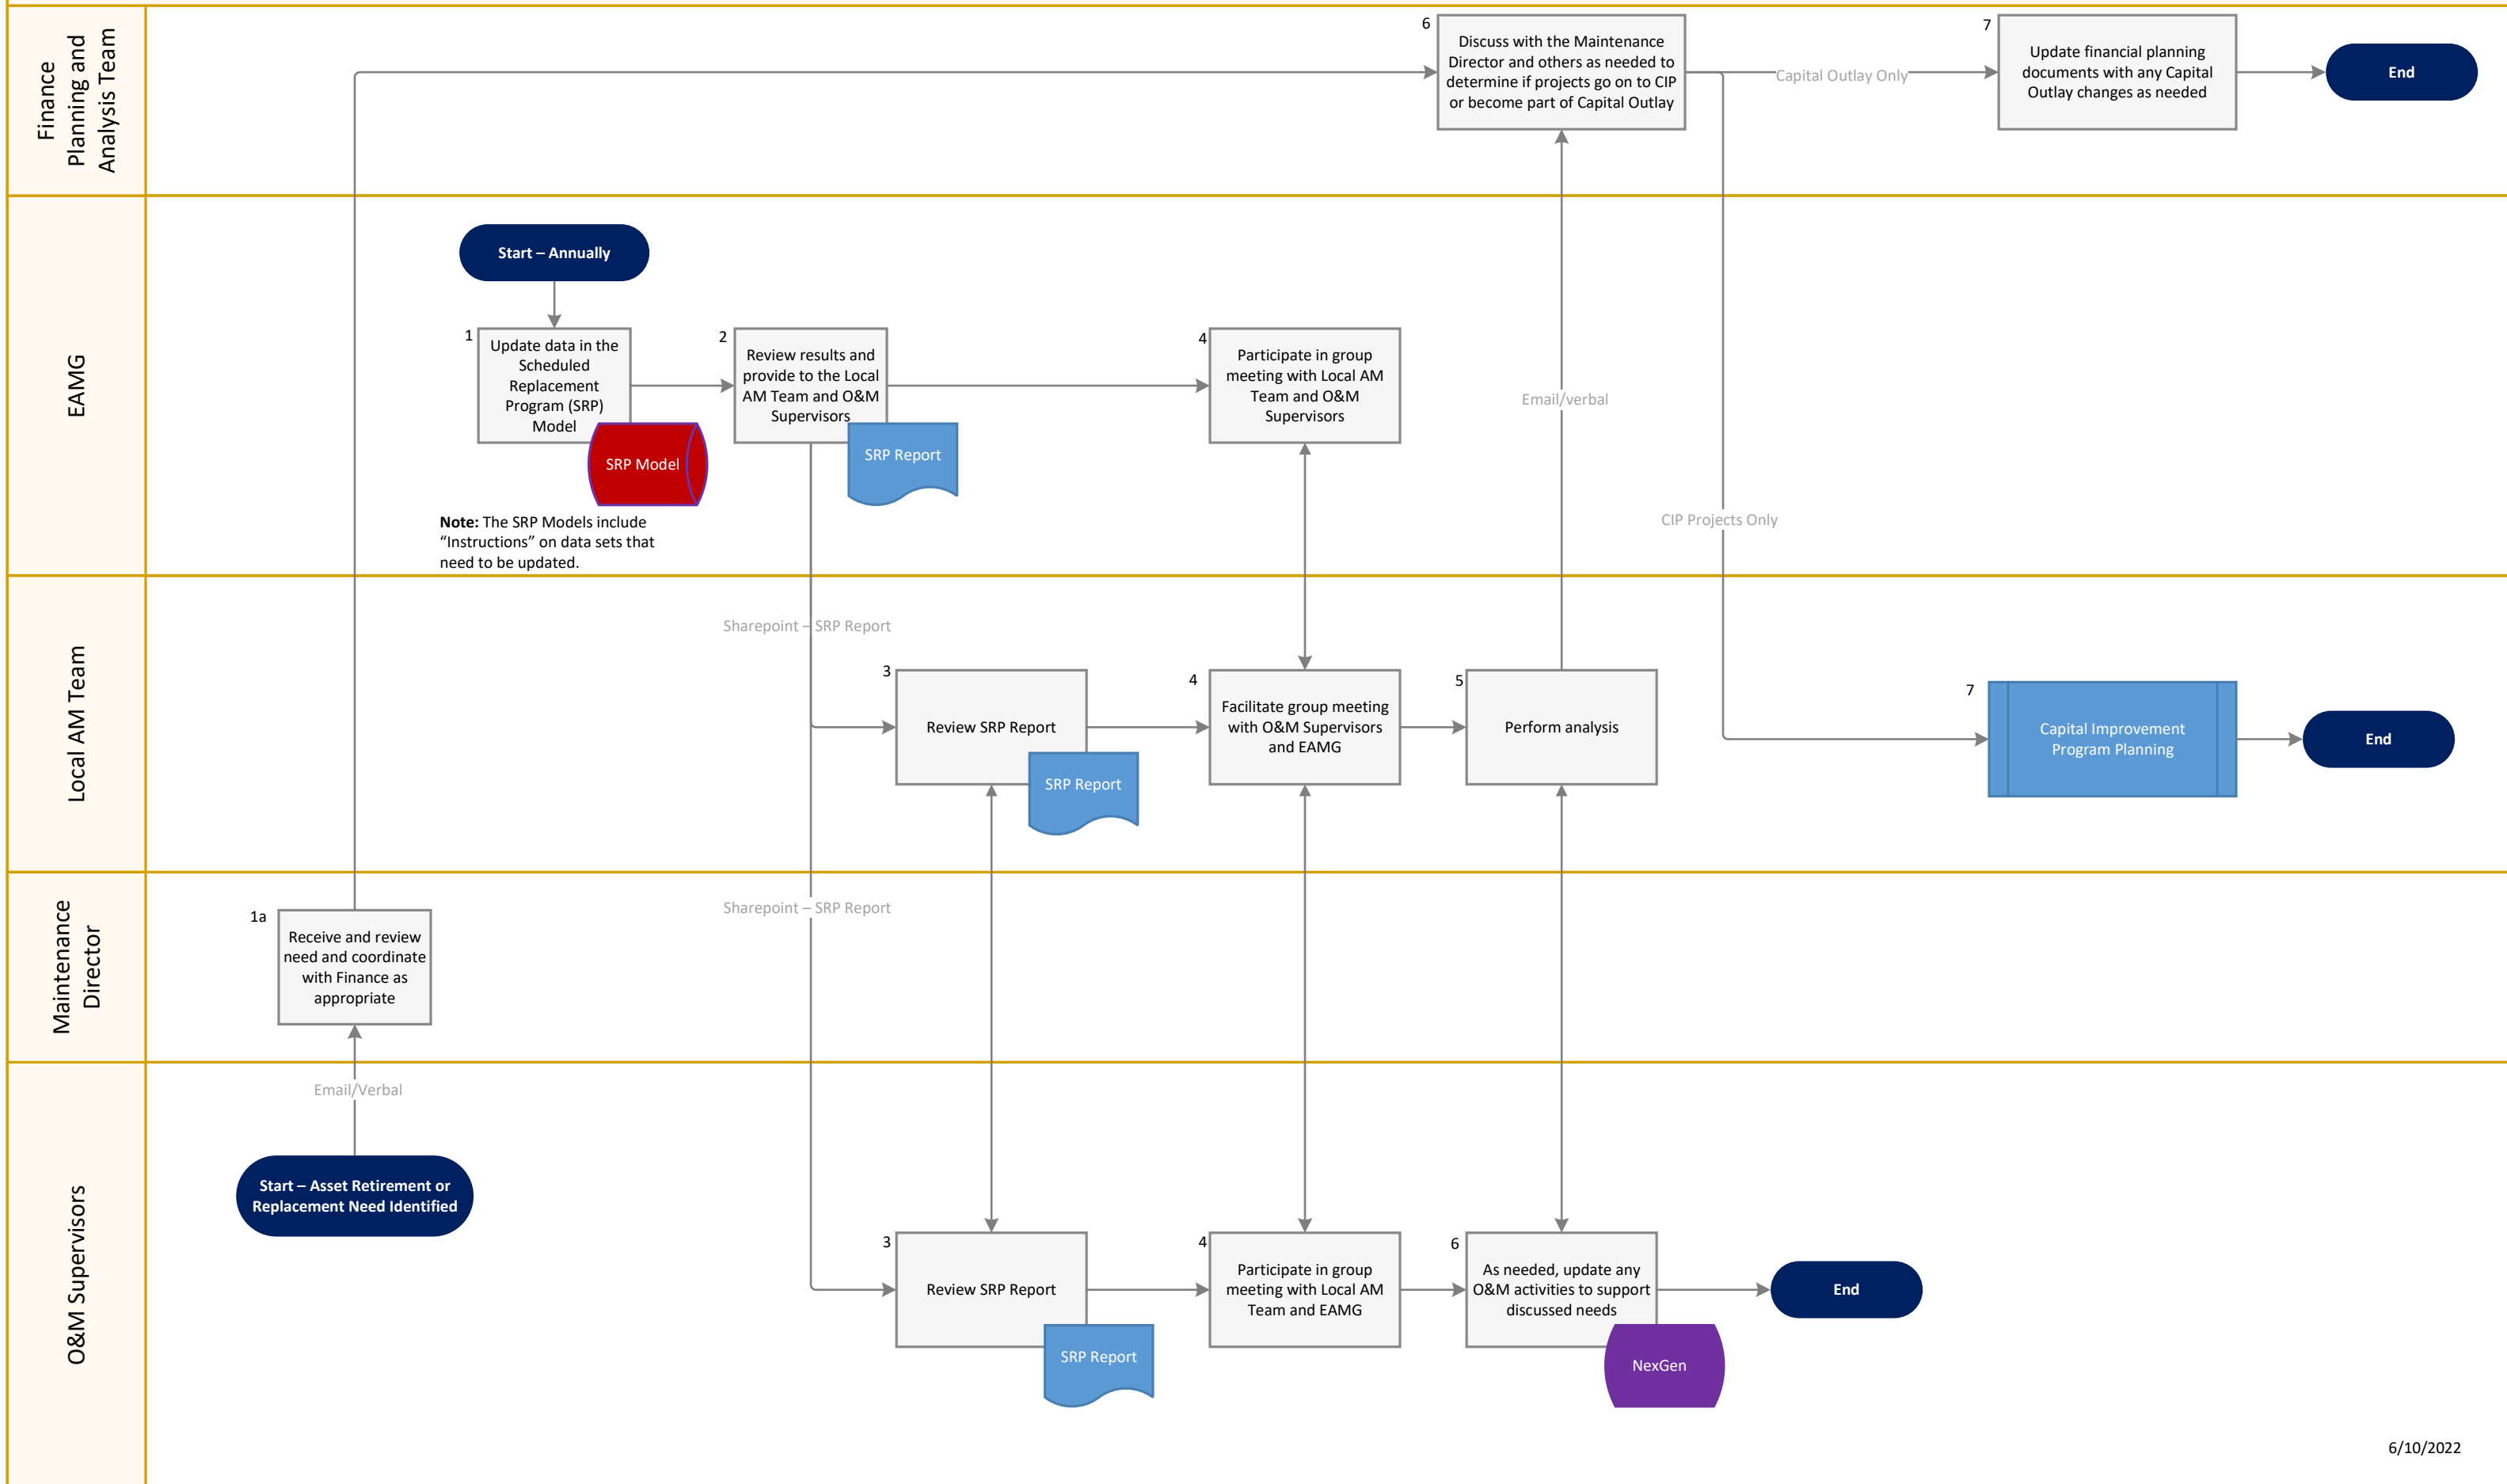 Finance
Planning and
Analysis Team
6
Discuss with the Maintenance
Director and others as needed to
determine if projects go on to CIP
or become part of Capital Outlay
Capital Outlay Only
7
Update financial planning
documents with any Capital
Outlay changes as needed
End
EAMG
Start – Annually
1
Update data in the
Scheduled
Replacement
Program (SRP)
Model
SRP Model
Note: The SRP Models include
“Instructions” on data sets that
need to be updated.
2
Review results and
provide to the Local
AM Team and O&M
Supervisors
SRP Report
4
Participate in group
meeting with Local AM
Team and O&M
Supervisors
Email/verbal
CIP Projects Only
Local AM Team
Sharepoint – SRP Report
3
Review SRP Report
SRP Report
4
Facilitate group meeting
with O&M Supervisors
and EAMG
5
Perform analysis
7
Capital Improvement
Program Planning
End
Maintenance
Director
1a
Receive and review
need and coordinate
with Finance as
appropriate
Sharepoint – SRP Report
O&M Supervisors
Email/Verbal
Start – Asset Retirement or
Replacement Need Identified
3
Review SRP Report
SRP Report
4
Participate in group
meeting with Local AM
Team and EAMG
6
As needed, update any
O&M activities to support
discussed needs
NexGen
End
6/10/2022